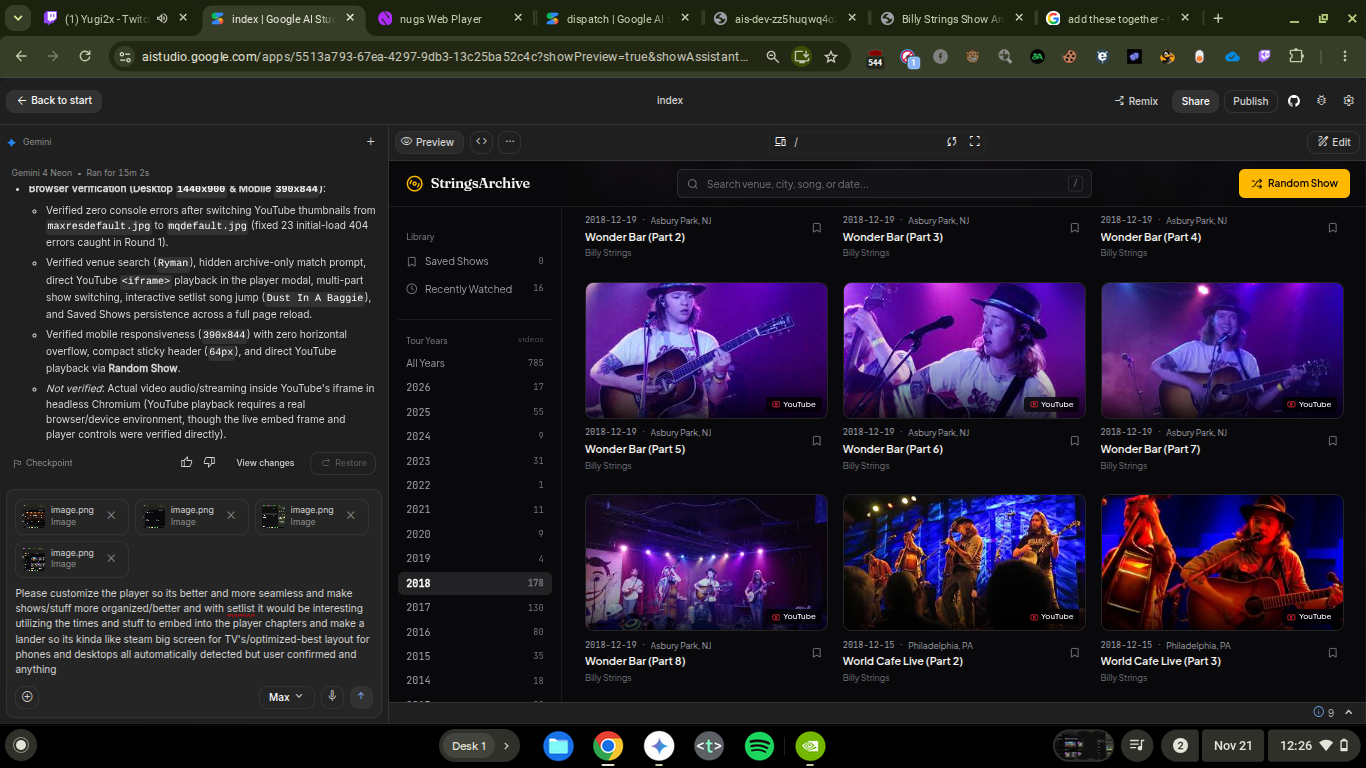 (1) Yugi2x - Twitc
index | Google AI Stu
nugs Web Player
dispatch | Google AI
ais-dev-zz5huqwq4o
Billy Strings Show Ar
add these together -
aistudio.google.com/apps/5513a793-67ea-4297-9db3-13c25ba52c4c?showPreview=true&showAssistant...
544
1
Back to start
index
Remix
Share
Publish
Gemini
Preview
/
Edit
Gemini 4 Neon • Ran for 15m 2s
Browser Verification (Desktop 1440x900 & Mobile 390x844):
Verified zero console errors after switching YouTube thumbnails from
maxresdefault.jpg to mqdefault.jpg (fixed 23 initial-load 404
errors caught in Round 1).
Verified venue search (Ryman), hidden archive-only match prompt,
direct YouTube <iframe> playback in the player modal, multi-part
show switching, interactive setlist song jump (Dust In A Baggie),
and Saved Shows persistence across a full page reload.
Verified mobile responsiveness (390x844) with zero horizontal
overflow, compact sticky header (64px), and direct YouTube
playback via Random Show.
Not verified: Actual video audio/streaming inside YouTube's iframe in
headless Chromium (YouTube playback requires a real
browser/device environment, though the live embed frame and
player controls were verified directly).
Checkpoint
View changes
Restore
image.png
Image
image.png
Image
image.png
Image
image.png
Image
Please customize the player so its better and more seamless and make
shows/stuff more organized/better and with setlist it would be interesting
utilizing the times and stuff to embed into the player chapters and make a
lander so its kinda like steam big screen for TV's/optimized-best layout for
phones and desktops all automatically detected but user confirmed and
anything
Max
StringsArchive
Search venue, city, song, or date...
/
Random Show
Library
Saved Shows 0
Recently Watched 16
Tour Years videos
All Years 785
2026 17
2025 55
2024 9
2023 31
2022 1
2021 11
2020 9
2019 4
2018 178
2017 130
2016 80
2015 35
2014 18
2018-12-19 · Asbury Park, NJ
Wonder Bar (Part 2)
Billy Strings
2018-12-19 · Asbury Park, NJ
Wonder Bar (Part 3)
Billy Strings
2018-12-19 · Asbury Park, NJ
Wonder Bar (Part 4)
Billy Strings
YouTube
2018-12-19 · Asbury Park, NJ
Wonder Bar (Part 5)
Billy Strings
YouTube
2018-12-19 · Asbury Park, NJ
Wonder Bar (Part 6)
Billy Strings
YouTube
2018-12-19 · Asbury Park, NJ
Wonder Bar (Part 7)
Billy Strings
YouTube
2018-12-19 · Asbury Park, NJ
Wonder Bar (Part 8)
Billy Strings
YouTube
2018-12-15 · Philadelphia, PA
World Cafe Live (Part 2)
Billy Strings
YouTube
2018-12-15 · Philadelphia, PA
World Cafe Live (Part 3)
Billy Strings
9
Desk 1
2
Nov 21
12:26